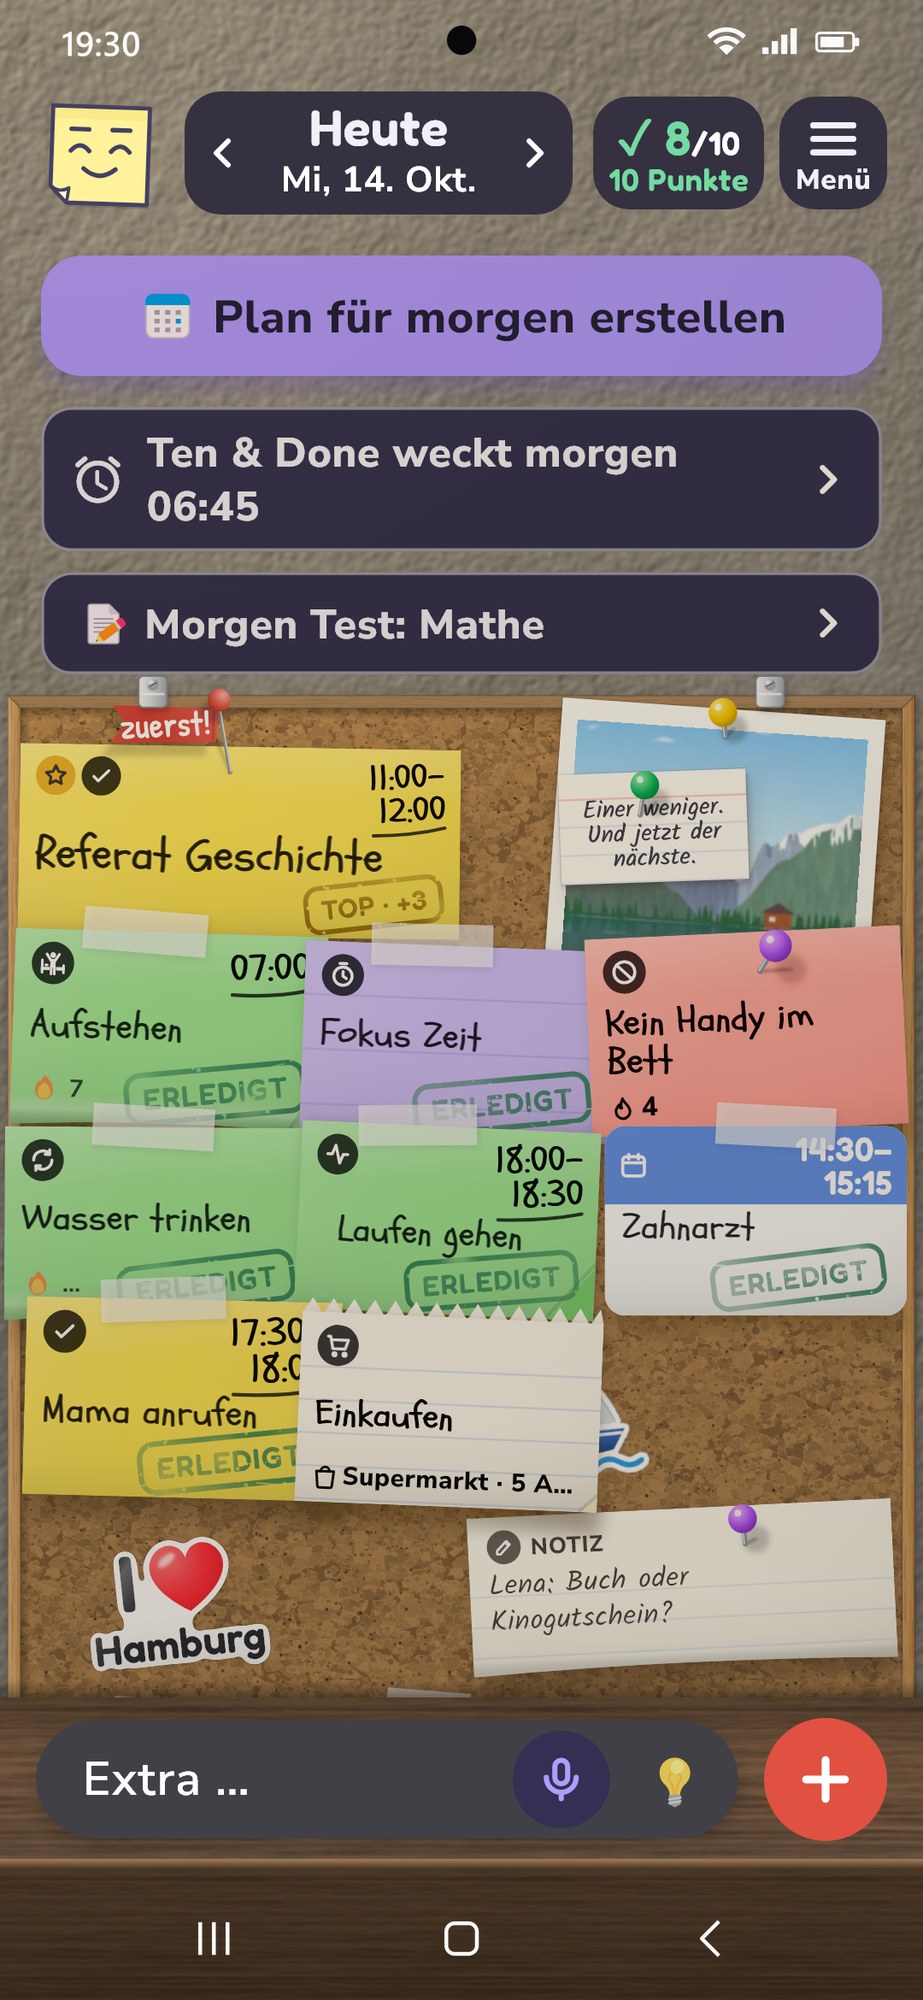 19:30
Heute
Mi, 14. Okt.
8/10
10 Punkte
Menü
Plan für morgen erstellen
Ten & Done weckt morgen
06:45
Morgen Test: Mathe
zuerst!
11:00–
12:00
Referat Geschichte
TOP · +3
Einer weniger.
Und jetzt der
nächste.
07:00
Aufstehen
7
ERLEDIGT
Fokus Zeit
ERLEDIGT
Kein Handy im
Bett
4
Wasser trinken
...
ERLEDIGT
18:00–
18:30
Laufen gehen
ERLEDIGT
14:30–
15:15
Zahnarzt
ERLEDIGT
17:30
18:0
Mama anrufen
ERLEDIGT
Einkaufen
Supermarkt · 5 A...
I
Hamburg
NOTIZ
Lena: Buch oder
Kinogutschein?
Extra ...